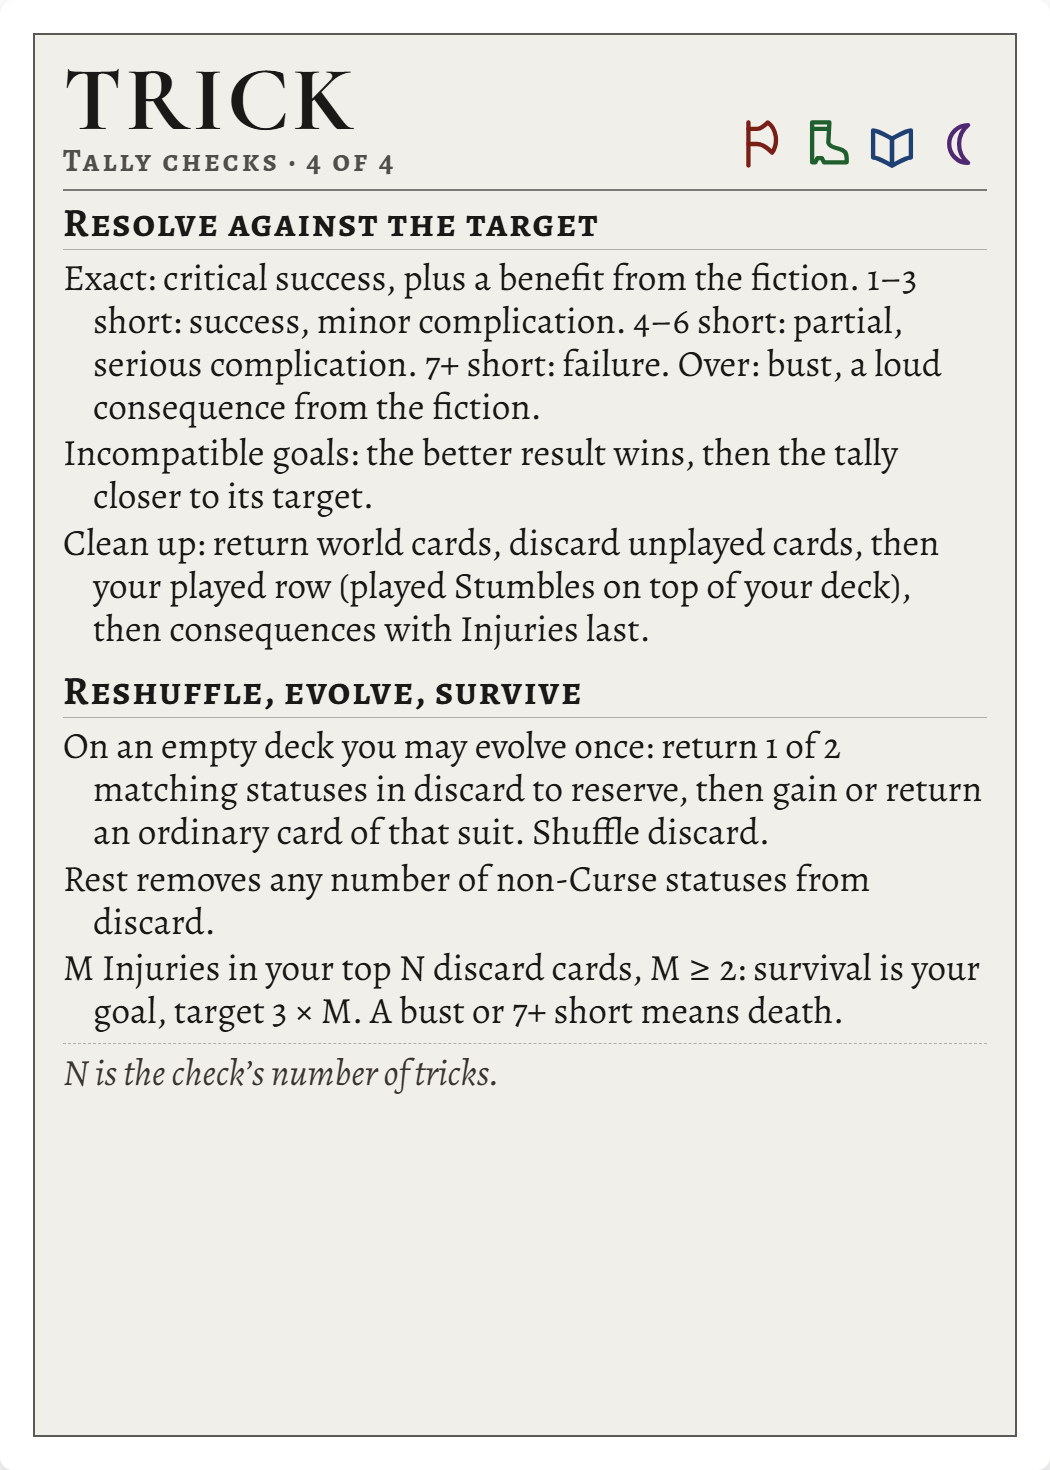 TRICK
TALLY CHECKS · 4 OF 4
RESOLVE AGAINST THE TARGET
Exact: critical success, plus a benefit from the fiction. 1–3
short: success, minor complication. 4–6 short: partial,
serious complication. 7+ short: failure. Over: bust, a loud
consequence from the fiction.
Incompatible goals: the better result wins, then the tally
closer to its target.
Clean up: return world cards, discard unplayed cards, then
your played row (played Stumbles on top of your deck),
then consequences with Injuries last.
RESHUFFLE, EVOLVE, SURVIVE
On an empty deck you may evolve once: return 1 of 2
matching statuses in discard to reserve, then gain or return
an ordinary card of that suit. Shuffle discard.
Rest removes any number of non-Curse statuses from
discard.
M Injuries in your top N discard cards, M ≥ 2: survival is your
goal, target 3 × M. A bust or 7+ short means death.
N is the check’s number of tricks.